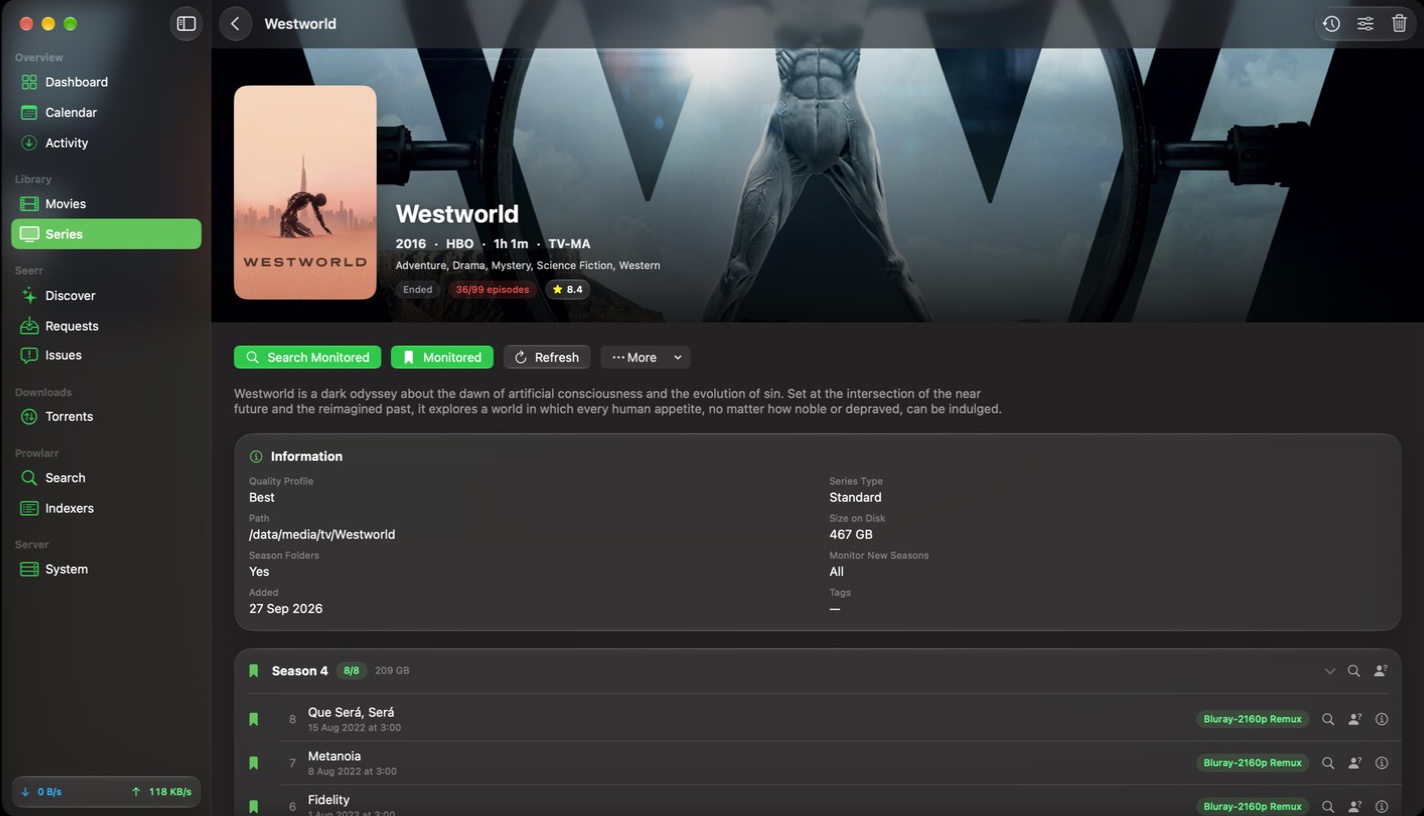 Westworld
Overview
Dashboard
Calendar
Activity
Library
Movies
Series
Seerr
Discover
Requests
Issues
Downloads
Torrents
Prowlarr
Search
Indexers
Server
System
↓ 0 B/s ↑ 118 KB/s
WESTWORLD
Westworld
2016 · HBO · 1h 1m · TV-MA
Adventure, Drama, Mystery, Science Fiction, Western
Ended 36/99 episodes 8.4
Search Monitored Monitored Refresh ··· More
Westworld is a dark odyssey about the dawn of artificial consciousness and the evolution of sin. Set at the intersection of the near
future and the reimagined past, it explores a world in which every human appetite, no matter how noble or depraved, can be indulged.
Information
Quality Profile Series Type
Best Standard
Path Size on Disk
/data/media/tv/Westworld 467 GB
Season Folders Monitor New Seasons
Yes All
Added Tags
27 Sep 2026 —
Season 4 8/8 209 GB
8 Que Será, Será Bluray-2160p Remux
15 Aug 2022 at 3:00
7 Metanoia Bluray-2160p Remux
8 Aug 2022 at 3:00
6 Fidelity Bluray-2160p Remux
1 Aug 2022 at 3:00